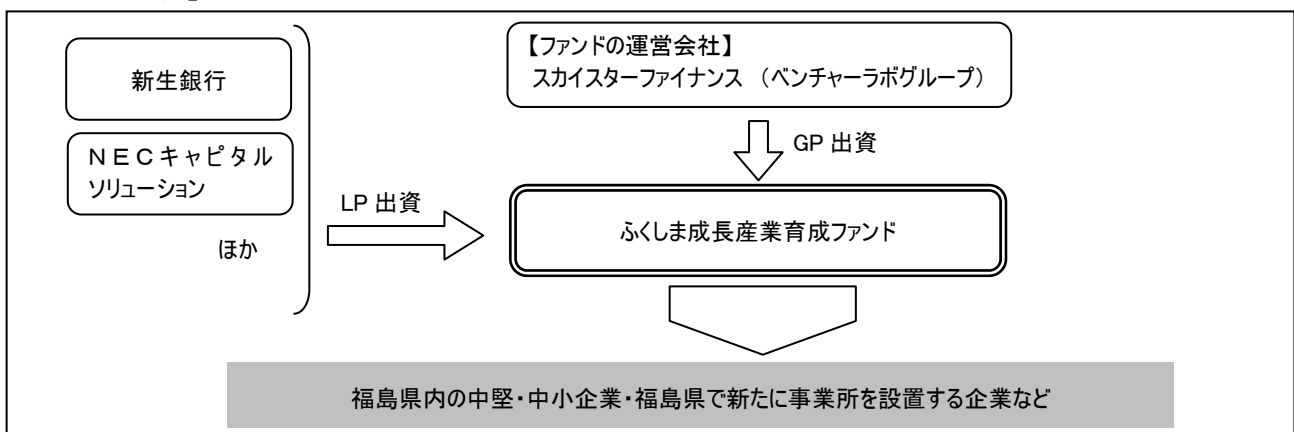 新生銀行
NECキャピタル
ソリューション
ほか
LP 出資
【ファンドの運営会社】
スカイスターファイナンス (ベンチャーラボグループ)
GP 出資
ふくしま成長産業育成ファンド
福島県内の中堅・中小企業・福島県で新たに事業所を設置する企業など